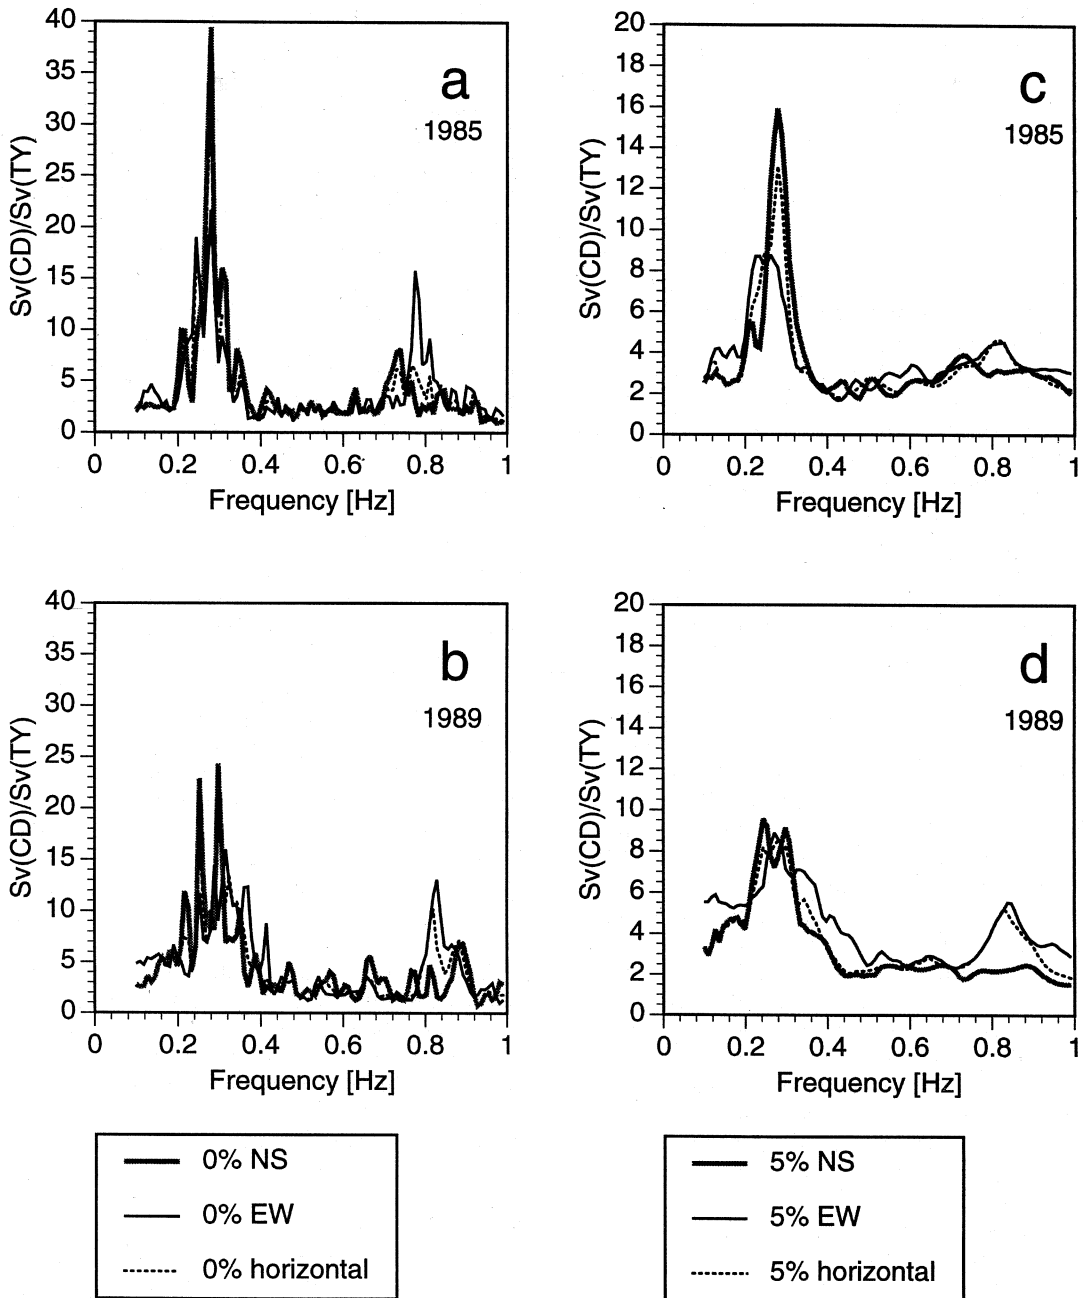 40
35
30
25
20
15
10
5
0
Sv(CD)/Sv(TY)
a
1985
0 0.2 0.4 0.6 0.8 1
Frequency [Hz]
20
18
16
14
12
10
8
6
4
2
0
Sv(CD)/Sv(TY)
c
1985
0 0.2 0.4 0.6 0.8 1
Frequency [Hz]
40
35
30
25
20
15
10
5
0
Sv(CD)/Sv(TY)
b
1989
0 0.2 0.4 0.6 0.8 1
Frequency [Hz]
20
18
16
14
12
10
8
6
4
2
0
Sv(CD)/Sv(TY)
d
1989
0 0.2 0.4 0.6 0.8 1
Frequency [Hz]
0% NS
0% EW
0% horizontal
5% NS
5% EW
5% horizontal